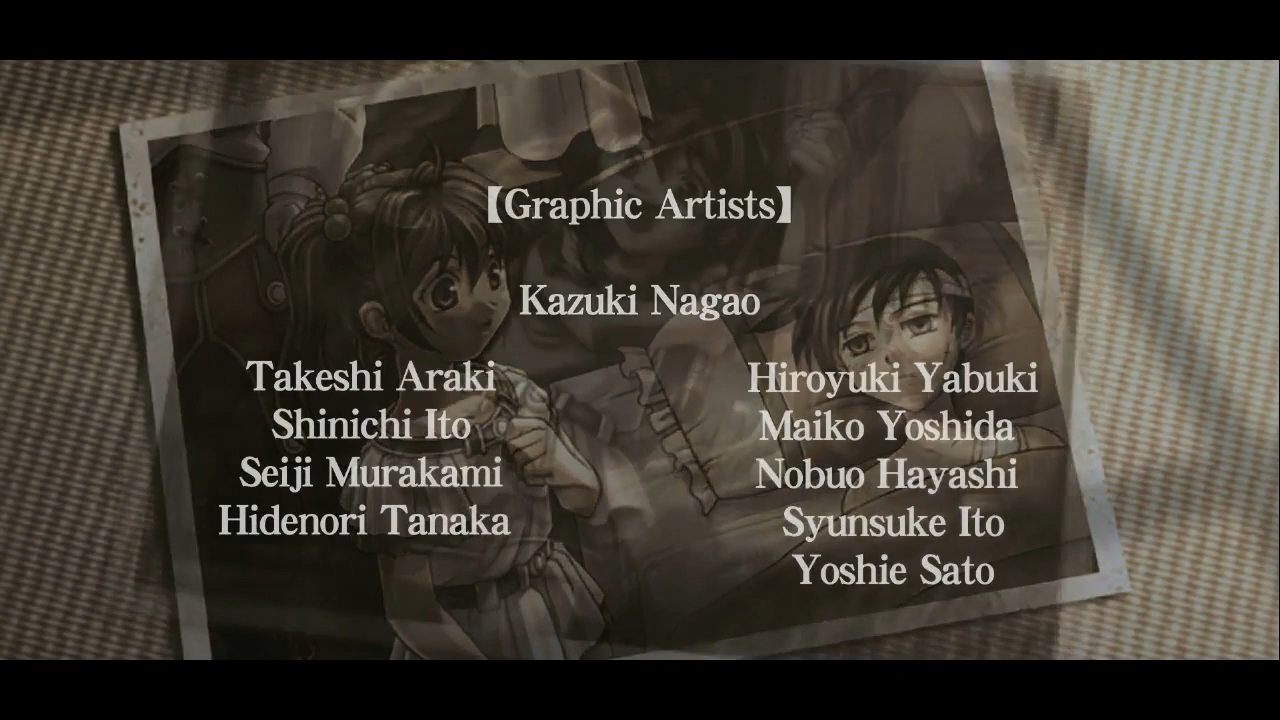 【Graphic Artists】
Kazuki Nagao
Takeshi Araki
Shinichi Ito
Seiji Murakami
Hidenori Tanaka
Hiroyuki Yabuki
Maiko Yoshida
Nobuo Hayashi
Syunsuke Ito
Yoshie Sato